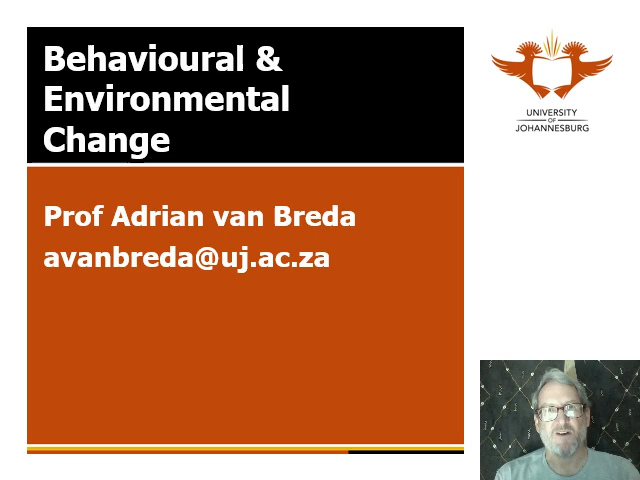 Behavioural &
Environmental
Change
Prof Adrian van Breda
avanbreda@uj.ac.za
UNIVERSITY
OF
JOHANNESBURG